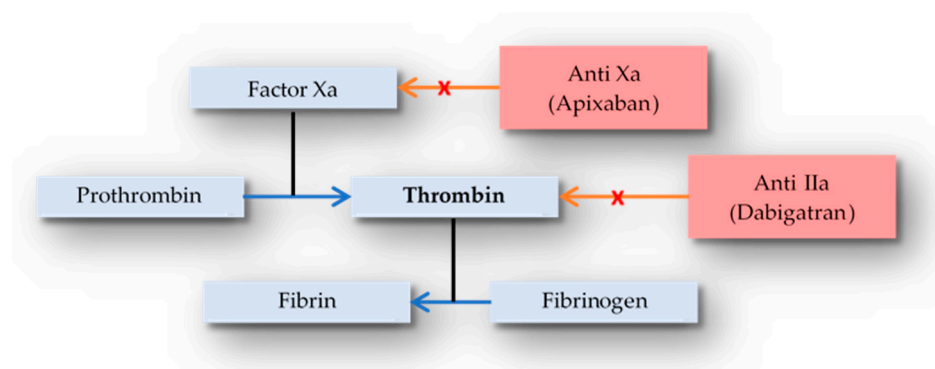 Factor Xa
Anti Xa
(Apixaban)
x
Prothrombin
Thrombin
Anti IIa
(Dabigatran)
x
Fibrin
Fibrinogen